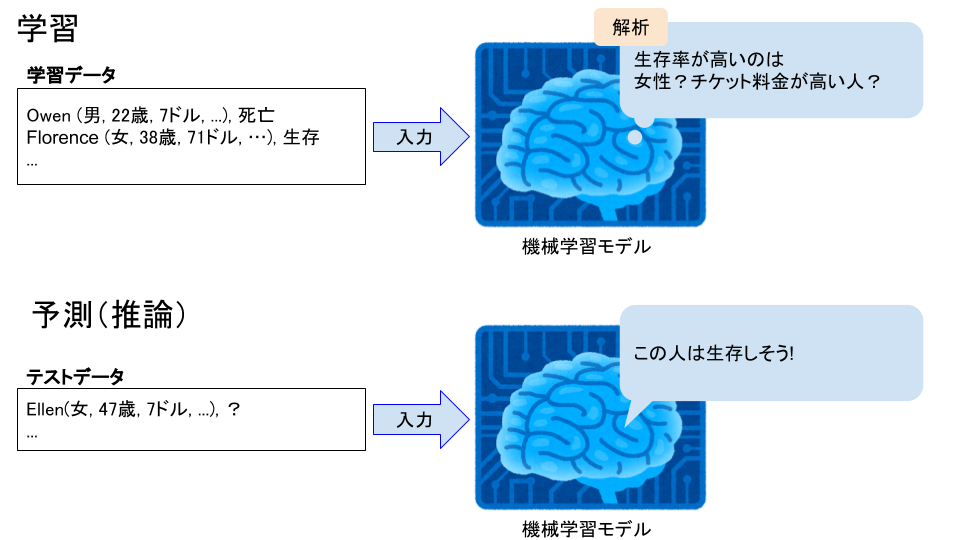 学習
学習データ
Owen (男, 22歳, 7ドル, ...), 死亡
Florence (女, 38歳, 71ドル, …), 生存
...
入力
解析
生存率が高いのは
女性？チケット料金が高い人？
機械学習モデル
予測（推論）
テストデータ
Ellen(女, 47歳, 7ドル, ...), ？
...
入力
この人は生存しそう!
機械学習モデル